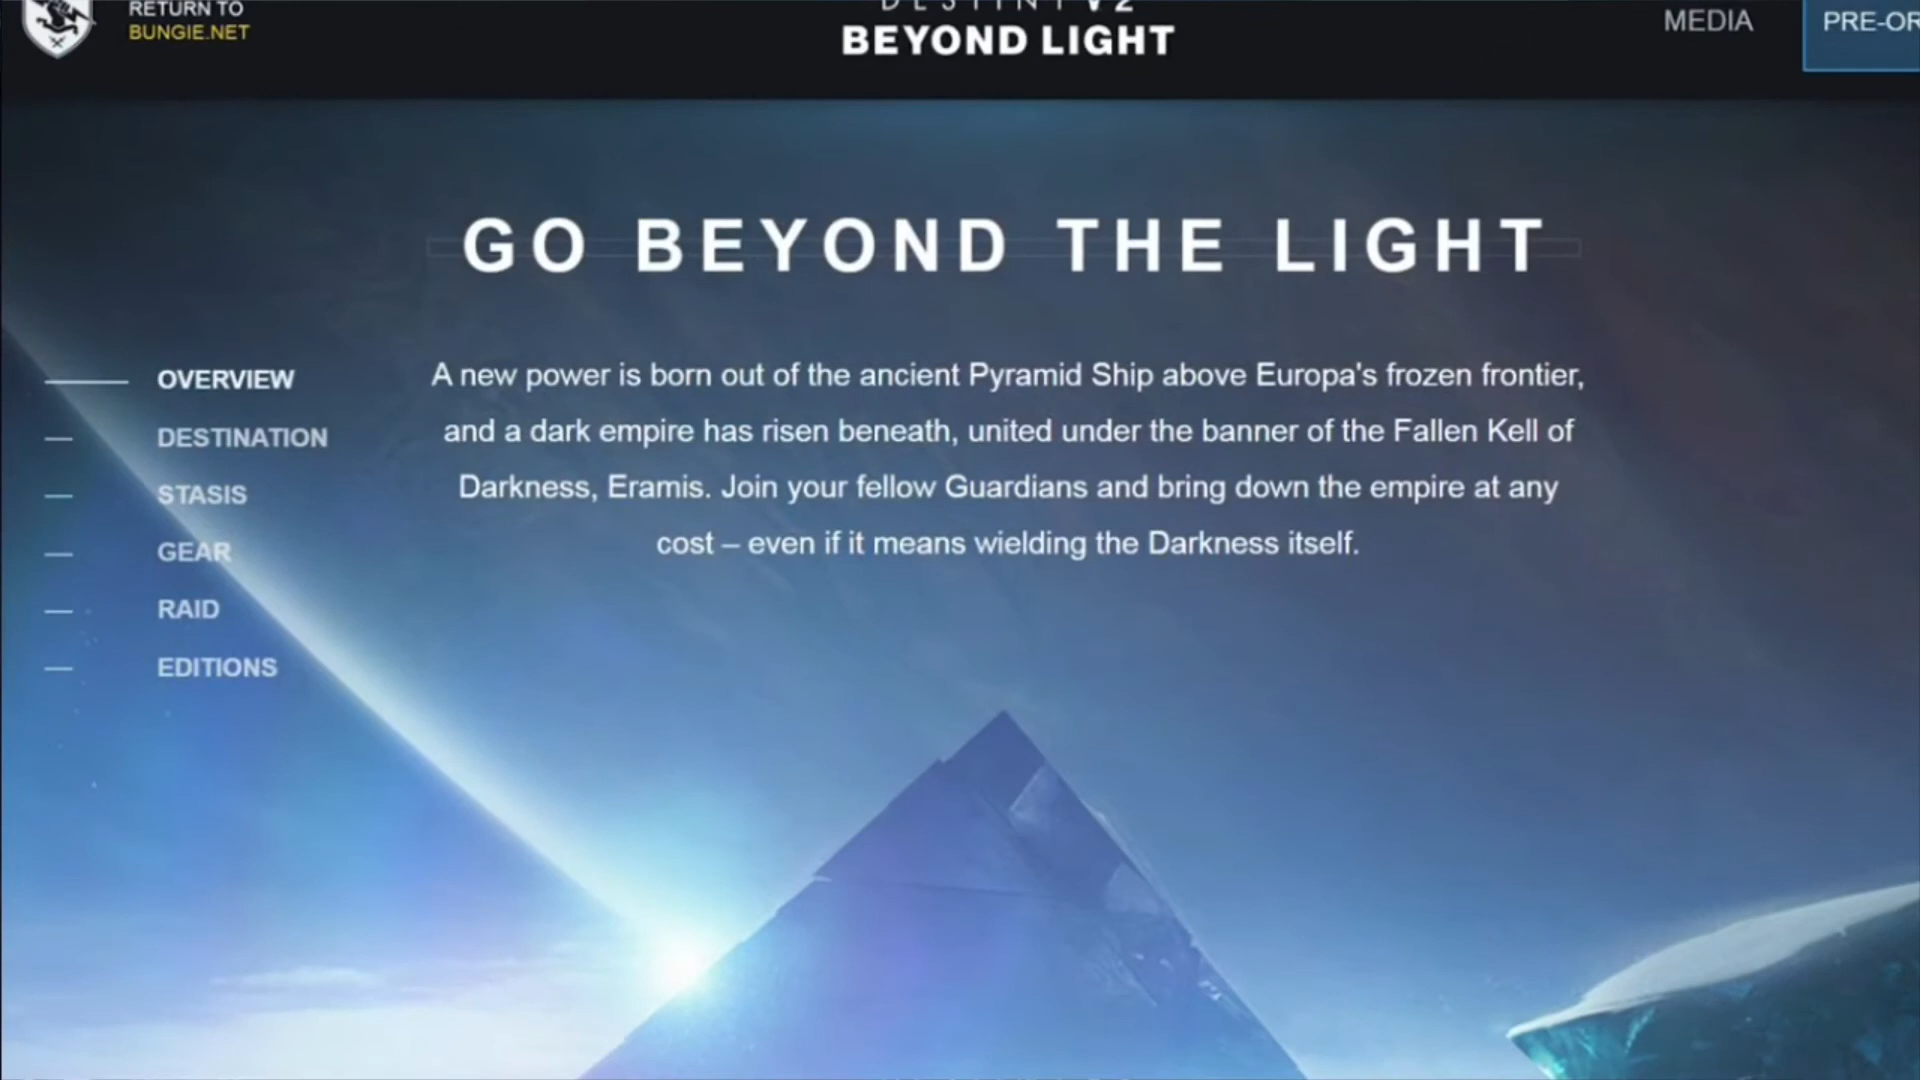 RETURN TO
BUNGIE.NET
DESTINY 2
BEYOND LIGHT
MEDIA
GO BEYOND THE LIGHT
OVERVIEW
DESTINATION
STASIS
GEAR
RAID
EDITIONS
A new power is born out of the ancient Pyramid Ship above Europa's frozen frontier,
and a dark empire has risen beneath, united under the banner of the Fallen Kell of
Darkness, Eramis. Join your fellow Guardians and bring down the empire at any
cost – even if it means wielding the Darkness itself.